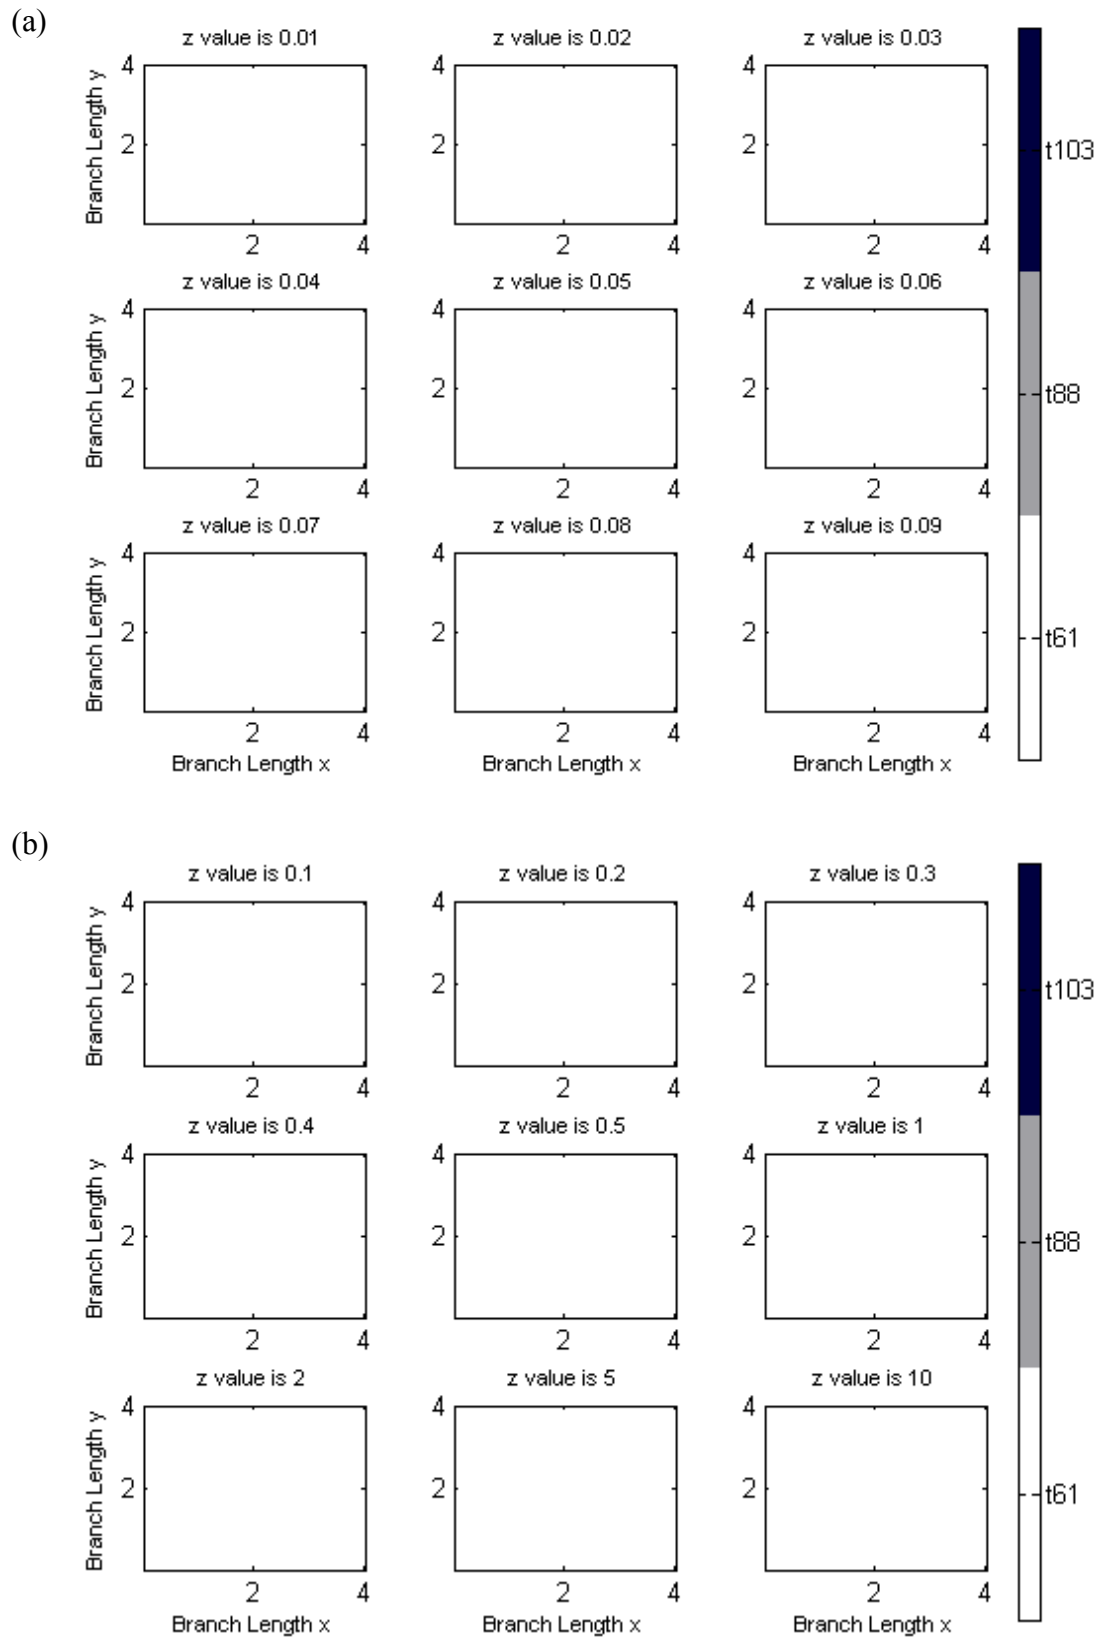 (a)
z value is 0.01 z value is 0.02 z value is 0.03
Branch Length y 4 2 2 4
4 2 2 4
4 2 2 4
z value is 0.04 z value is 0.05 z value is 0.06
Branch Length y 4 2 2 4
4 2 2 4
4 2 2 4
z value is 0.07 z value is 0.08 z value is 0.09
Branch Length y 4 2 2 4
4 2 2 4
4 2 2 4
Branch Length x Branch Length x Branch Length x
t103
t88
t61
(b)
z value is 0.1 z value is 0.2 z value is 0.3
Branch Length y 4 2 2 4
4 2 2 4
4 2 2 4
z value is 0.4 z value is 0.5 z value is 1
Branch Length y 4 2 2 4
4 2 2 4
4 2 2 4
z value is 2 z value is 5 z value is 10
Branch Length y 4 2 2 4
4 2 2 4
4 2 2 4
Branch Length x Branch Length x Branch Length x
t103
t88
t61